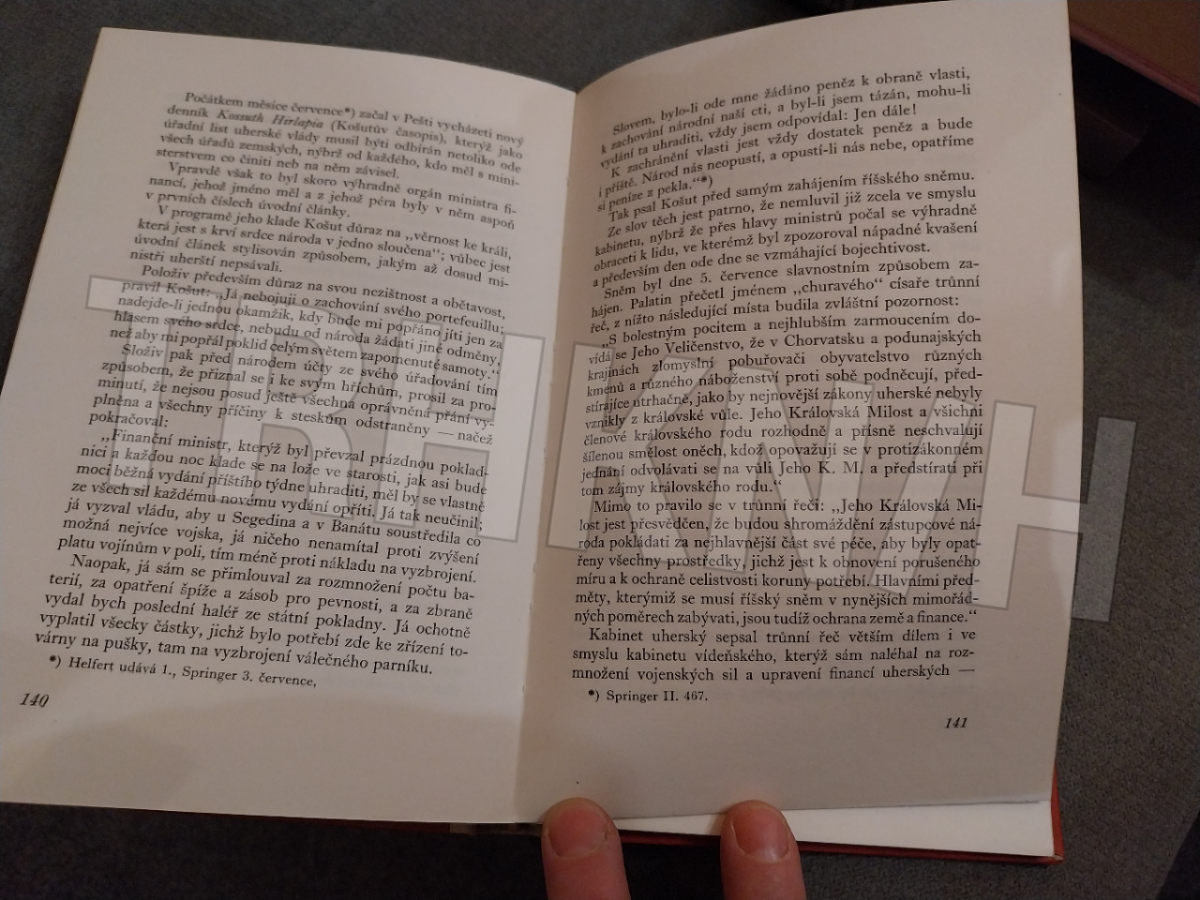 Počátkem měsíce července*) začal v Pešti vycházeti nový
denník Kossuth Hirlapia (Košutův časopis), kterýž jako
úřadní list uherské vlády musil býti odbírán netoliko ode
všech úřadů zemských, nýbrž od každého, kdo měl s mini-
sterstvem co činiti neb na něm závisel.
Vpravdě však to byl skoro výhradně orgán ministra fi-
nancí, jehož jméno měl a z jehož péra byly v něm aspoň
v prvních číslech úvodní články.
V programě jeho klade Košut důraz na „věrnost ke králi,
která jest s krví srdce národa v jedno sloučena“; vůbec jest
úvodní článek stylisován způsobem, jakým až dosud mi-
nistři uherští nepsávali.
Položiv především důraz na svou nezištnost a obětavost,
pravil Košut: „Já nebojuji o zachování svého portefeuillu;
nadejde-li jednou okamžik, kdy bude mi popřáno jíti jen za
hlasem svého srdce, nebudu od národa žádati jiné odměny,
než aby mi popřál poklid celým světem zapomenuté samoty.“
Složiv pak před národem účty ze svého úřadování tím
způsobem, že přiznal se i ke svým hříchům, prosil za pro-
minutí, že nejsou posud ještě všechna oprávněná přání vy-
plněna a všechny příčiny k steskům odstraněny — načež
pokračoval:
„Finanční ministr, kterýž byl převzal prázdnou poklad-
nici a každou noc klade se na lože ve starosti, jak asi bude
moci běžná vydání příštího týdne uhraditi, měl by se vlastně
ze všech sil každému novému vydání opříti. Já tak neučinil;
já vyzval vládu, aby u Segedina a v Banátu soustředila co
možná nejvíce vojska, já ničeho nenamítal proti zvýšení
platu vojínům v poli, tím méně proti nákladu na vyzbrojení.
Naopak, já sám se přimlouval za rozmnožení počtu ba-
terií, za opatření špíže a zásob pro pevnosti, a za zbraně
vydal bych poslední haléř ze státní pokladny. Já ochotně
vyplatil všecky částky, jichž bylo potřebí zde ke zřízení to-
várny na pušky, tam na vyzbrojení válečného parníku.
*) Helfert udává 1., Springer 3. července,
140
Slovem, bylo-li ode mne žádáno peněz k obraně vlasti,
k zachování národní naší cti, a byl-li jsem tázán, mohu-li
vydání ta uhraditi, vždy jsem odpovídal: Jen dále!
K zachránění vlasti jest vždy dostatek peněz a bude
i příště. Národ nás neopustí, a opustí-li nás nebe, opatříme
si peníze z pekla.“*)
Tak psal Košut před samým zahájením říšského sněmu.
Ze slov těch jest patrno, že nemluvil již zcela ve smyslu
kabinetu, nýbrž že přes hlavy ministrů počal se výhradně
obraceti k lidu, ve kterémž byl zpozoroval nápadné kvašení
a především den ode dne se vzmáhající bojechtivost.
Sněm byl dne 5. července slavnostním způsobem za-
hájen. Palatin přečetl jménem „churavého“ císaře trůnní
řeč, z nížto následující místa budila zvláštní pozornost:
„S bolestným pocitem a nejhlubším zarmoucením do-
vídá se Jeho Veličenstvo, že v Chorvatsku a podunajských
krajinách zlomyslní pobuřovači obyvatelstvo různých
kmenů a různého náboženství proti sobě podněcují, před-
stírajíce utrhačně, jako by nejnovější zákony uherské nebyly
vznikly z královské vůle. Jeho Královská Milost a všichni
členové královského rodu rozhodně a přísně neschvalují
šílenou smělost oněch, kdož opovažují se v protizákonném
jednání odvolávati se na vůli Jeho K. M. a předstírati při
tom zájmy královského rodu.“
Mimo to pravilo se v trůnní řeči: „Jeho Královská Mi-
lost jest přesvědčen, že budou shromáždění zástupcové ná-
roda pokládati za nejhlavnější část své péče, aby byly opat-
řeny všechny prostředky, jichž jest k obnovení porušeného
míru a k ochraně celistvosti koruny potřebí. Hlavními před-
měty, kterýmiž se musí říšský sněm v nynějších mimořád-
ných poměrech zabývati, jsou tudíž ochrana země a finance.“
Kabinet uherský sepsal trůnní řeč větším dílem i ve
smyslu kabinetu vídeňského, kterýž sám naléhal na roz-
množení vojenských sil a upravení financí uherských —
*) Springer II. 467.
141
TRHKNIH